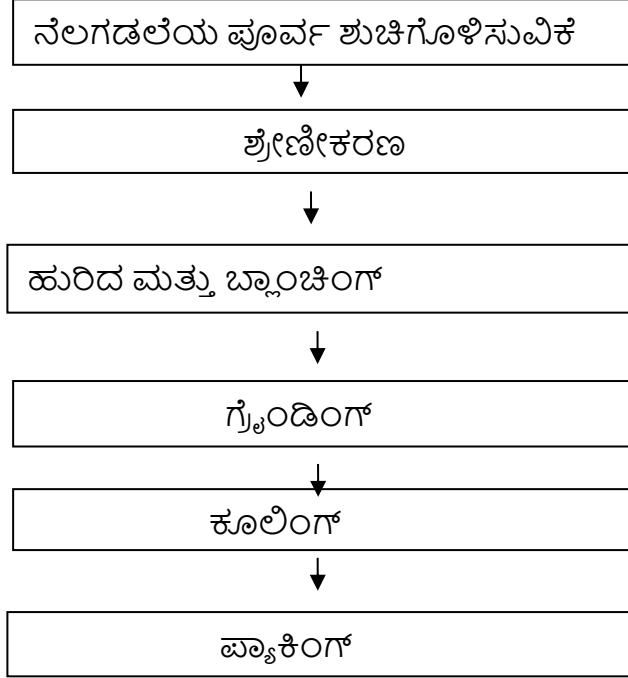 ನೆಲಗಡಲೆಯ ಪೂರ್ವ ಶುಚಿಗೊಳಿಸುವಿಕೆ
ಶ್ರೇಣೀಕರಣ
ಹುರಿದ ಮತ್ತು ಬ್ಲಾಂಚಿಂಗ್
ಗ್ರೈಂಡಿಂಗ್
ಕೂಲಿಂಗ್
ಪ್ಯಾಕಿಂಗ್